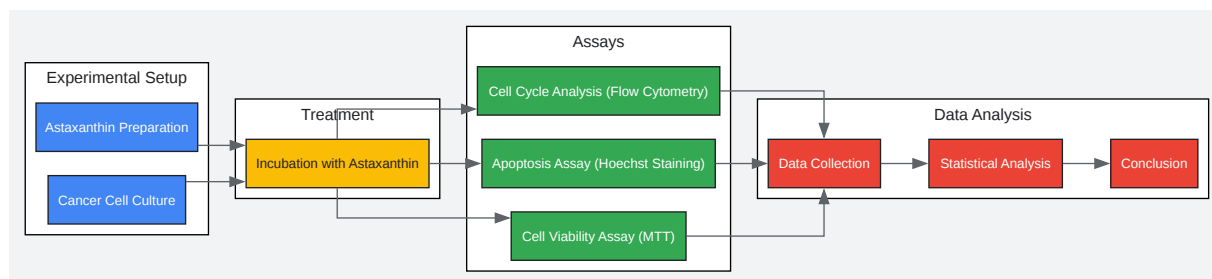 Experimental Setup
Astaxanthin Preparation
Cancer Cell Culture
Treatment
Incubation with Astaxanthin
Assays
Cell Cycle Analysis (Flow Cytometry)
Apoptosis Assay (Hoechst Staining)
Cell Viability Assay (MTT)
Data Analysis
Data Collection
Statistical Analysis
Conclusion